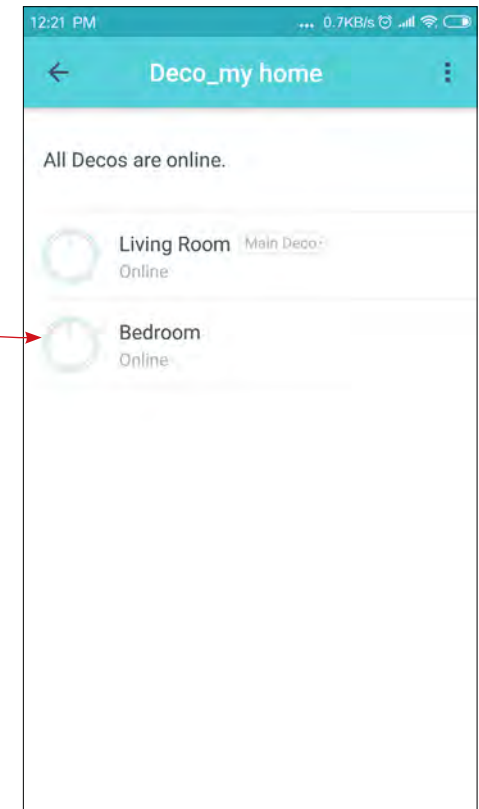 12:21 PM ... 0.7KB/s
Deco_my home
All Decos are online.
Living Room Main Deco
Online
Bedroom
Online